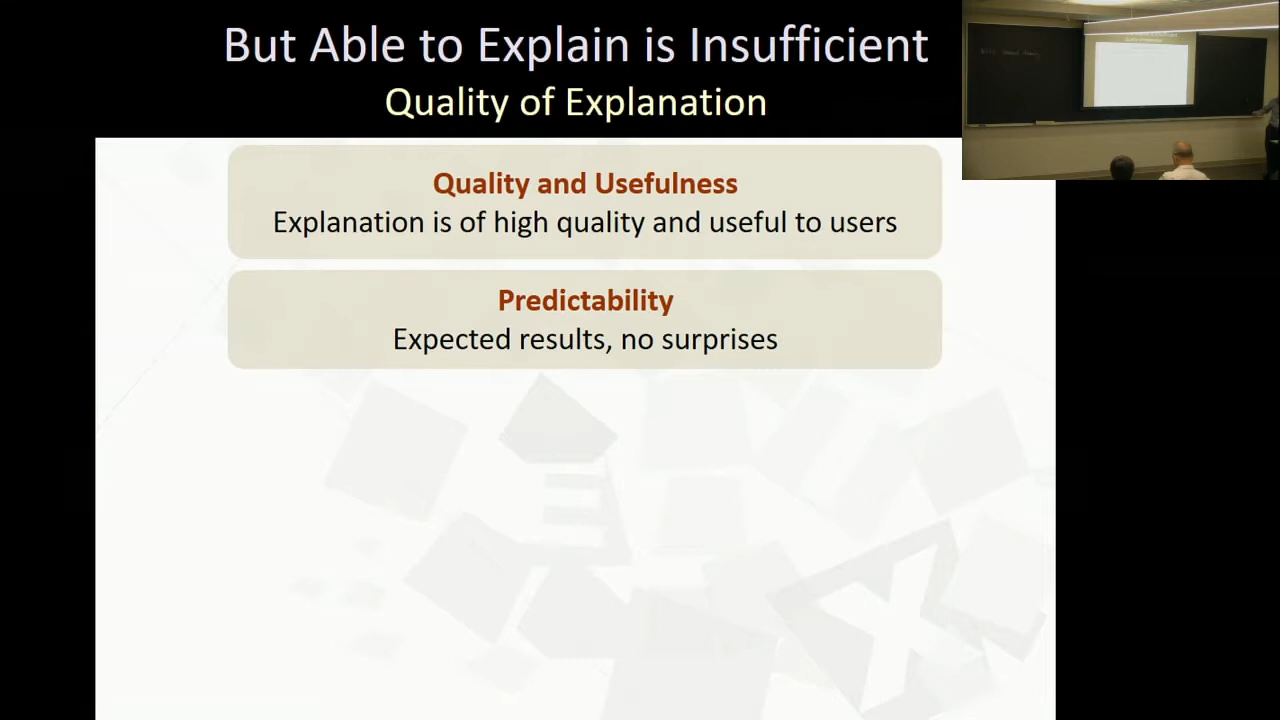 But Able to Explain is Insufficient
Quality of Explanation
Quality and Usefulness
Explanation is of high quality and useful to users
Predictability
Expected results, no surprises